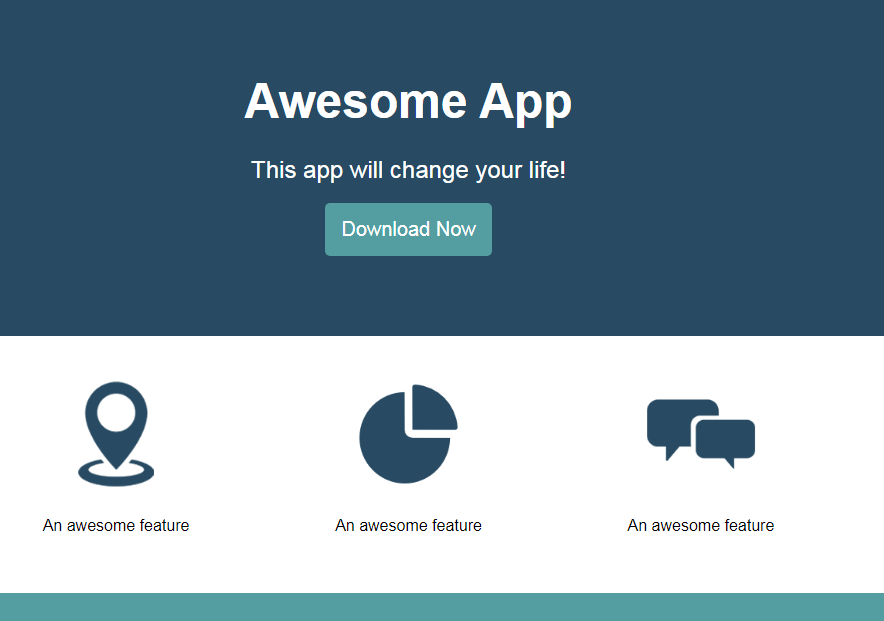 Awesome App
This app will change your life!
Download Now
An awesome feature
An awesome feature
An awesome feature